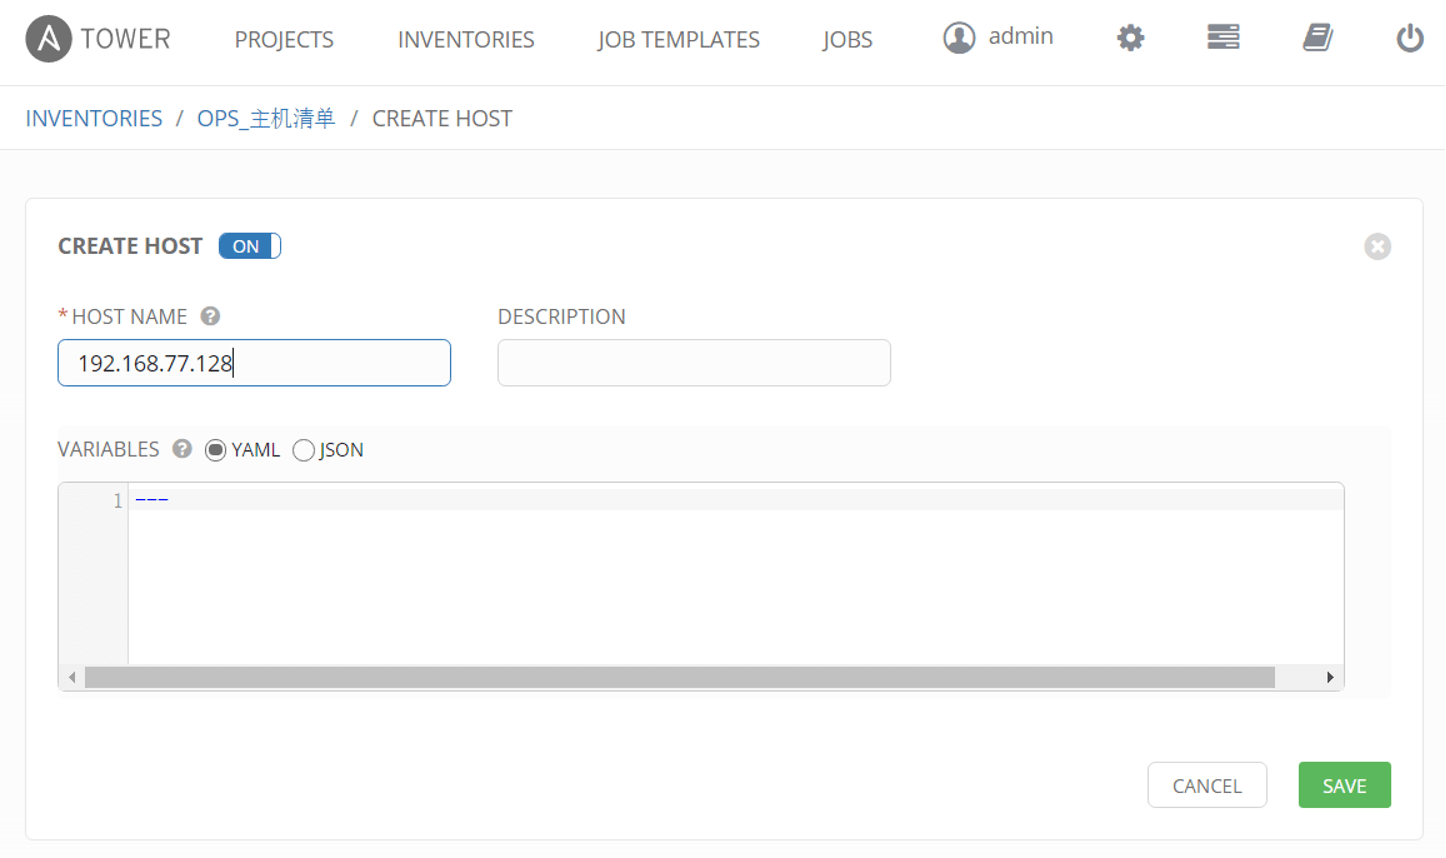 A TOWER PROJECTS INVENTORIES JOB TEMPLATES JOBS admin
INVENTORIES / OPS_主机清单 / CREATE HOST
CREATE HOST ON
* HOST NAME ? DESCRIPTION
192.168.77.128
VARIABLES ? YAML JSON
1 ---
CANCEL SAVE